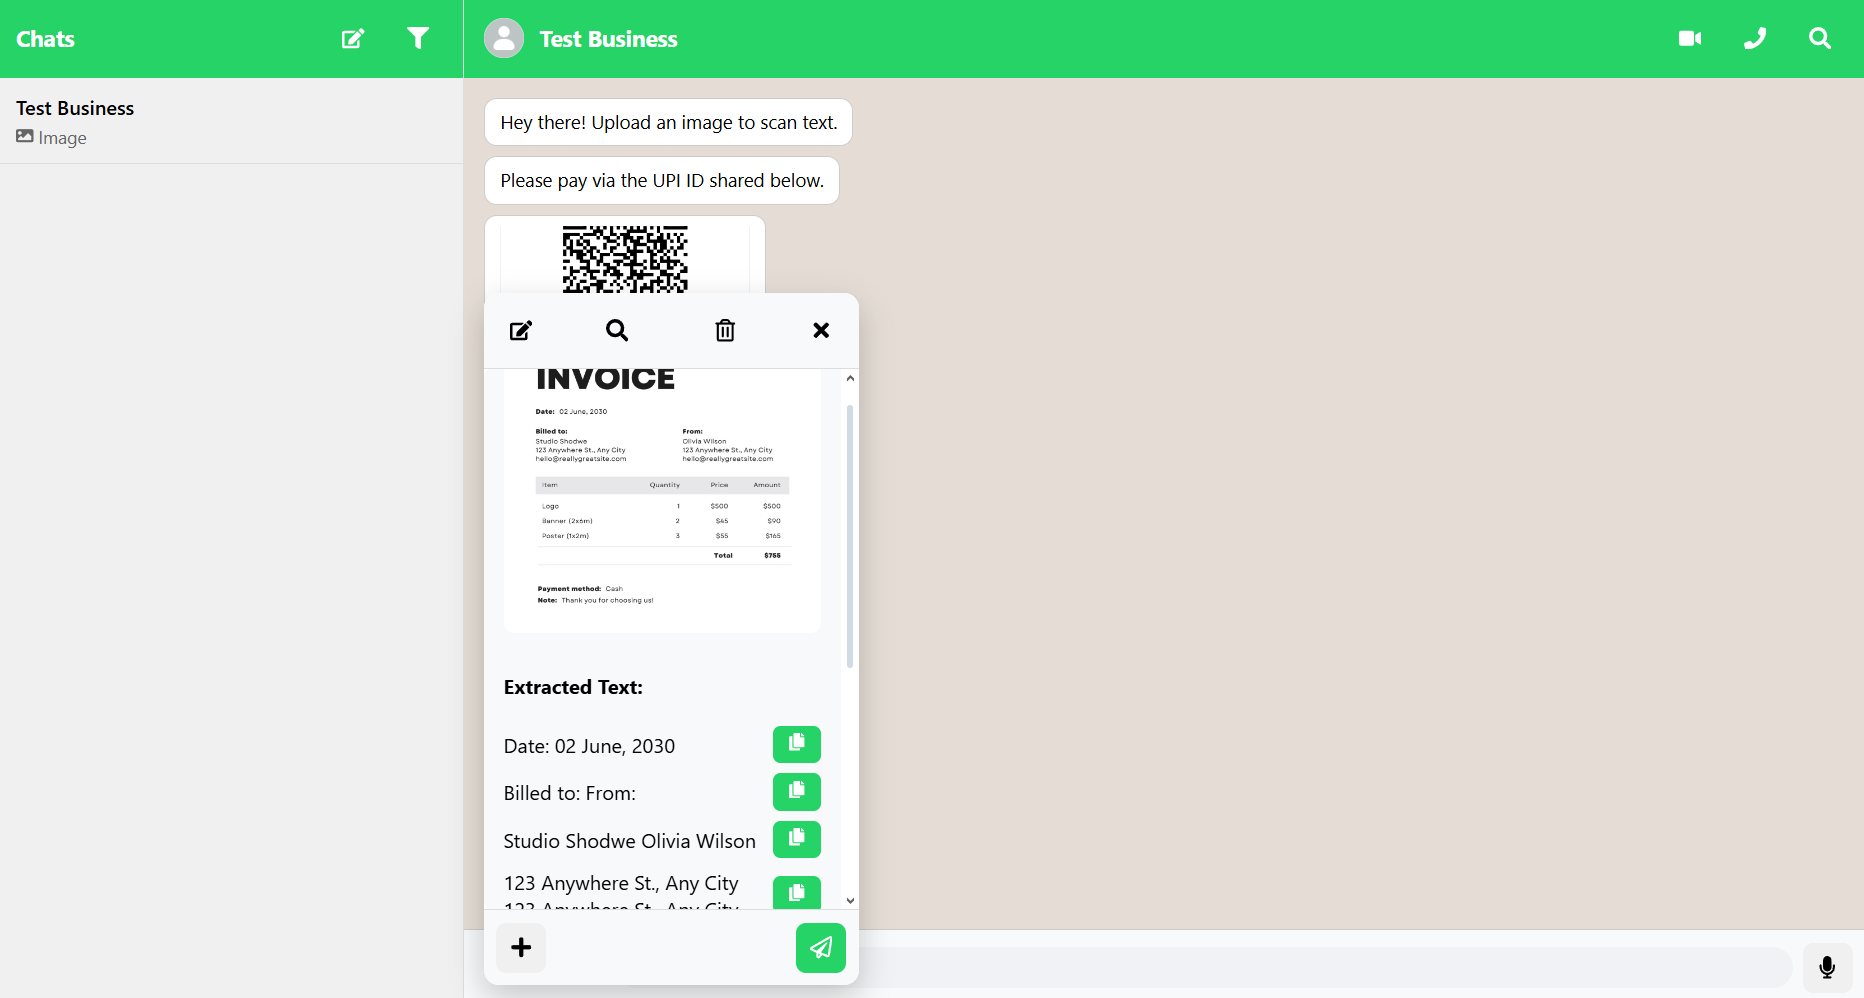 Chats
Test Business
Test Business
Image
Hey there! Upload an image to scan text.
Please pay via the UPI ID shared below.
INVOICE
Date: 02 June, 2030
Billed to: From:
Studio Shodwe Olivia Wilson
123 Anywhere St., Any City 123 Anywhere St., Any City
hello@reallygreatsite.com hello@reallygreatsite.com
Item Quantity Price Amount
Logo 1 $500 $500
Banner (2x6m) 2 $45 $90
Poster (1x2m) 3 $55 $165
Total $755
Payment method: Cash
Note: Thank you for choosing us!
Extracted Text:
Date: 02 June, 2030
Billed to: From:
Studio Shodwe Olivia Wilson
123 Anywhere St., Any City
123 Anywhere St., Any City